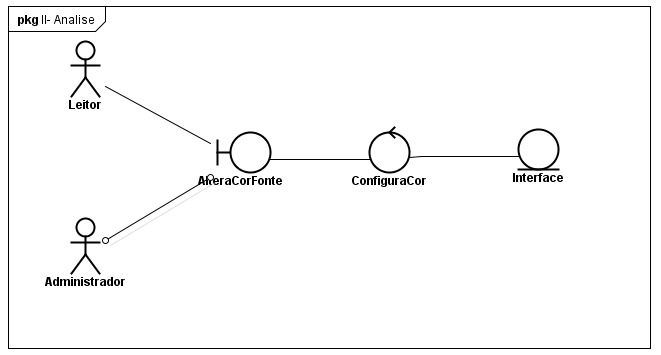 pkg II- Analise
Leitor
AlteraCorFonte
ConfiguraCor
Interface
Administrador